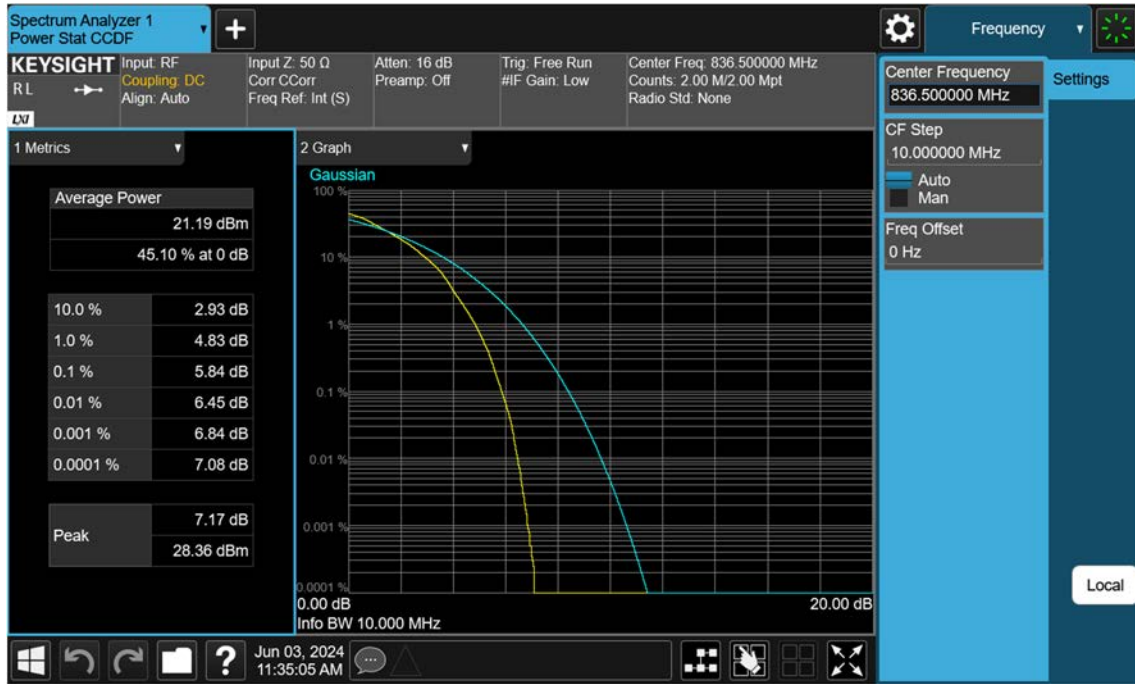 Spectrum Analyzer 1
Power Stat CCDF
+
Frequency
KEYSIGHT
RL
LXI
Input: RF
Coupling: DC
Align: Auto
Input Z: 50 Ω
Corr CCorr
Freq Ref: Int (S)
Atten: 16 dB
Preamp: Off
Trig: Free Run
#IF Gain: Low
Center Freq: 836.500000 MHz
Counts: 2.00 M/2.00 Mpt
Radio Std: None
Center Frequency
836.500000 MHz
Settings
CF Step
10.000000 MHz
Auto
Man
Freq Offset
0 Hz
Local
1 Metrics
Average Power
21.19 dBm
45.10 % at 0 dB
10.0 % 2.93 dB
1.0 % 4.83 dB
0.1 % 5.84 dB
0.01 % 6.45 dB
0.001 % 6.84 dB
0.0001 % 7.08 dB
Peak
7.17 dB
28.36 dBm
2 Graph
Gaussian
100 %
10 %
1 %
0.1 %
0.01 %
0.001 %
0.0001 %
0.00 dB 20.00 dB
Info BW 10.000 MHz
?
Jun 03, 2024
11:35:05 AM